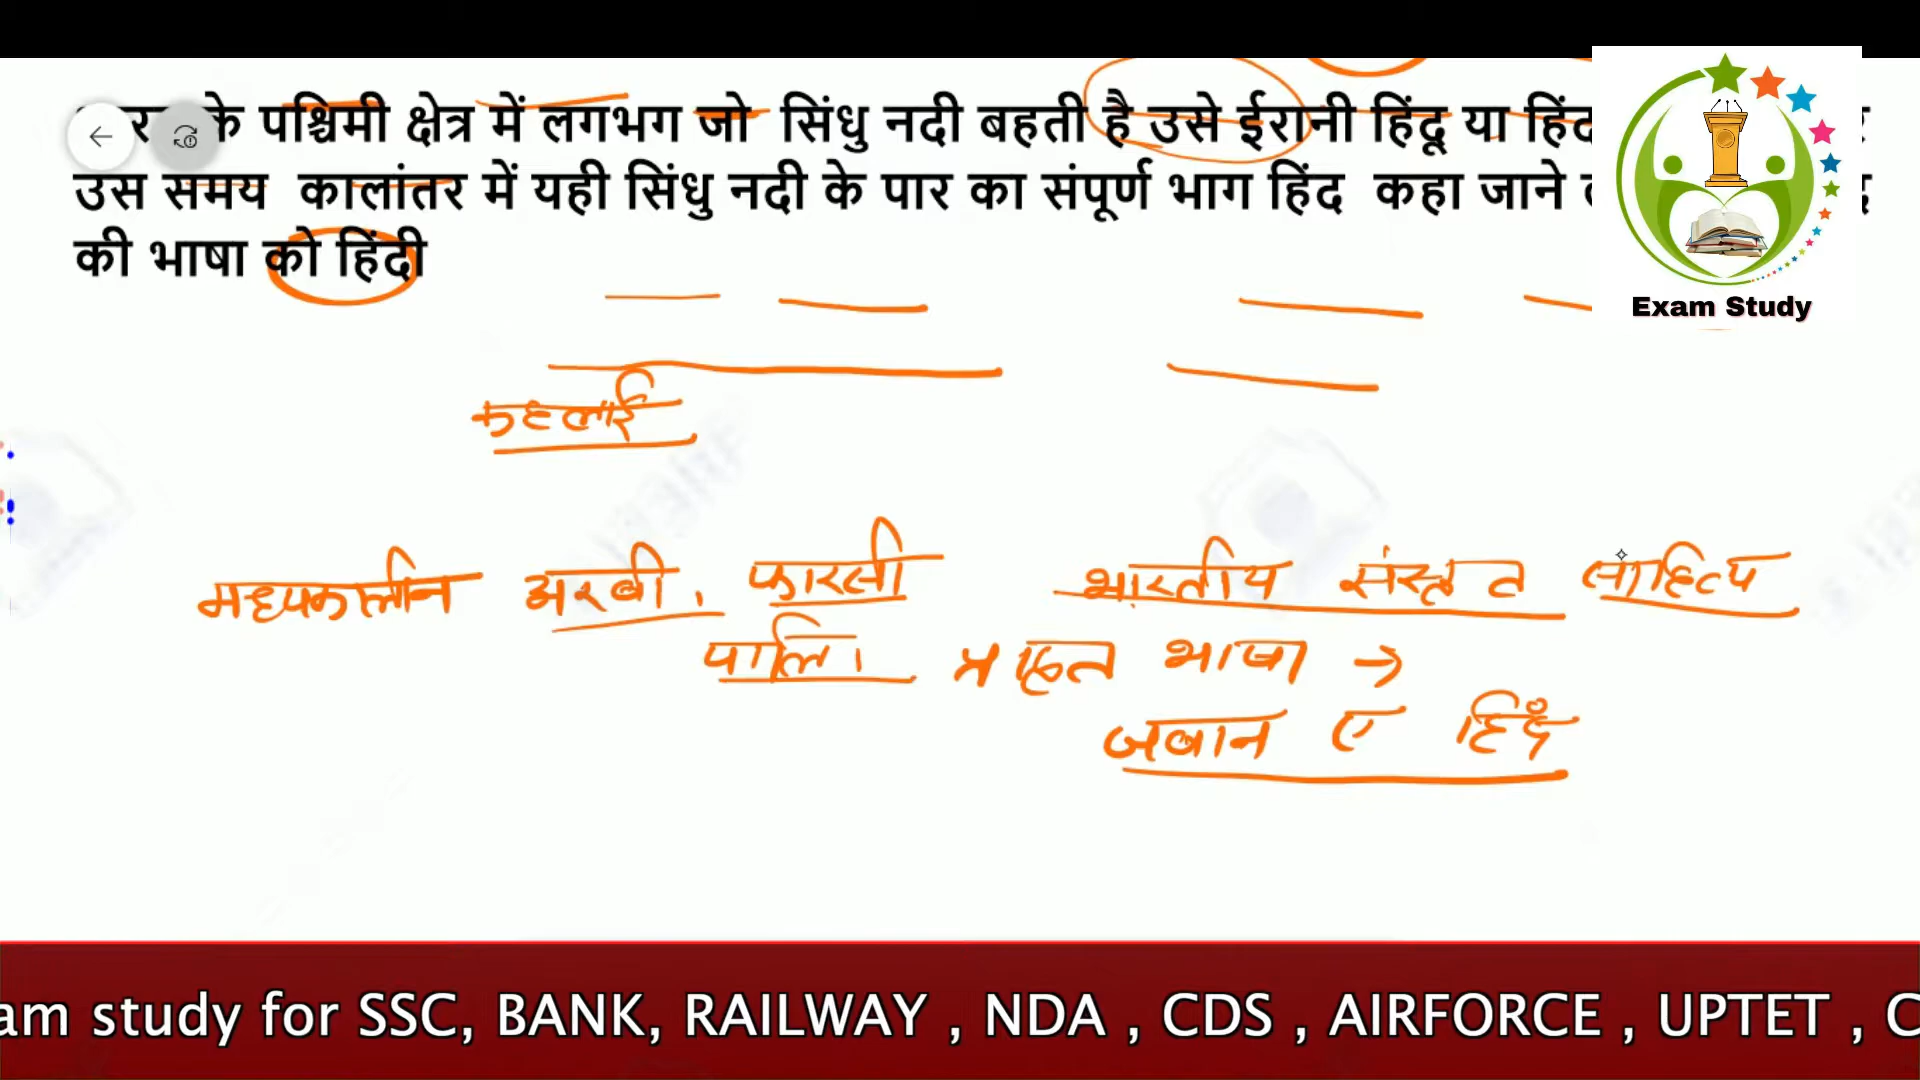 के पश्चिमी क्षेत्र में लगभग जो सिंधु नदी बहती है उसे ईरानी हिंदू या हिंद
उस समय कालांतर में यही सिंधु नदी के पार का संपूर्ण भाग हिंद कहा जाने
की भाषा को हिंदी
Exam Study
कहलाई
मध्यकालीन अरबी, फारसी भारतीय संस्कृत साहित्य
पालि, प्राकृत भाषा →
जबान ए हिंद
am study for SSC, BANK, RAILWAY , NDA , CDS , AIRFORCE , UPTET , C